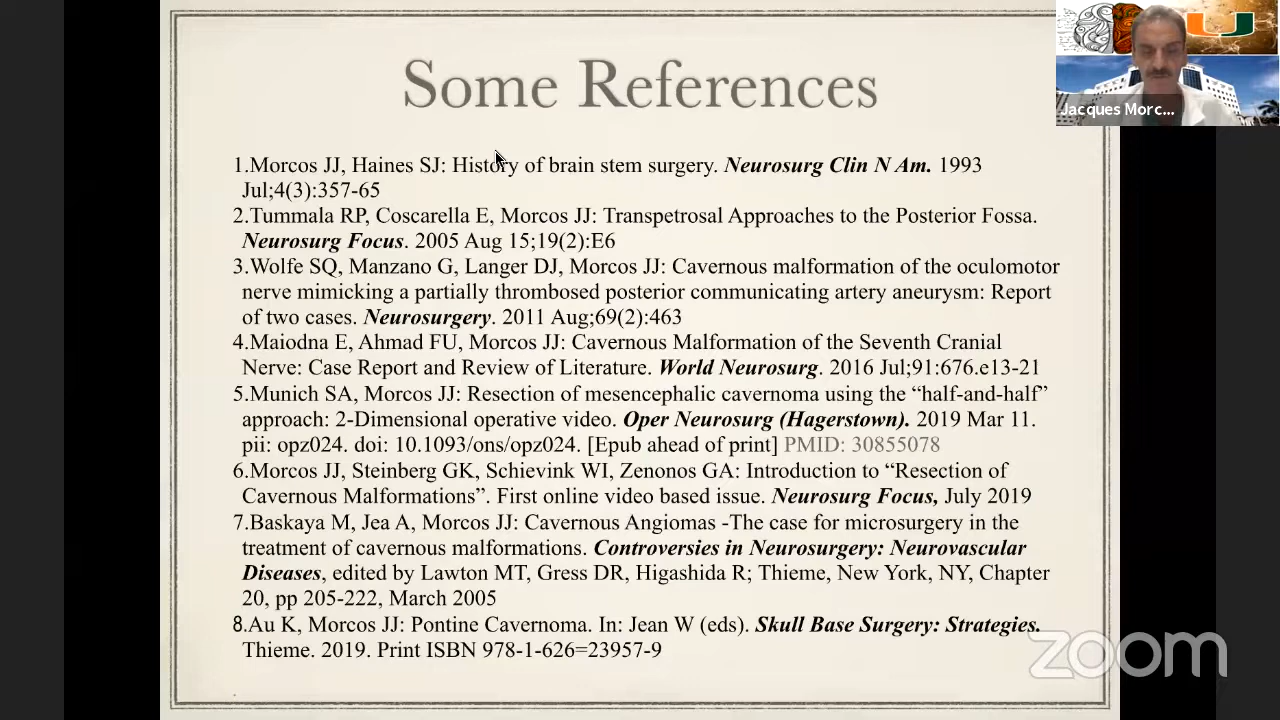 Some References
Jacques Morc...
1.Morcos JJ, Haines SJ: History of brain stem surgery. Neurosurg Clin N Am. 1993
Jul;4(3):357-65
2.Tummala RP, Coscarella E, Morcos JJ: Transpetrosal Approaches to the Posterior Fossa.
Neurosurg Focus. 2005 Aug 15;19(2):E6
3.Wolfe SQ, Manzano G, Langer DJ, Morcos JJ: Cavernous malformation of the oculomotor
nerve mimicking a partially thrombosed posterior communicating artery aneurysm: Report
of two cases. Neurosurgery. 2011 Aug;69(2):463
4.Maiodna E, Ahmad FU, Morcos JJ: Cavernous Malformation of the Seventh Cranial
Nerve: Case Report and Review of Literature. World Neurosurg. 2016 Jul;91:676.e13-21
5.Munich SA, Morcos JJ: Resection of mesencephalic cavernoma using the “half-and-half”
approach: 2-Dimensional operative video. Oper Neurosurg (Hagerstown). 2019 Mar 11.
pii: opz024. doi: 10.1093/ons/opz024. [Epub ahead of print] PMID: 30855078
6.Morcos JJ, Steinberg GK, Schievink WI, Zenonos GA: Introduction to “Resection of
Cavernous Malformations”. First online video based issue. Neurosurg Focus, July 2019
7.Baskaya M, Jea A, Morcos JJ: Cavernous Angiomas -The case for microsurgery in the
treatment of cavernous malformations. Controversies in Neurosurgery: Neurovascular
Diseases, edited by Lawton MT, Gress DR, Higashida R; Thieme, New York, NY, Chapter
20, pp 205-222, March 2005
8.Au K, Morcos JJ: Pontine Cavernoma. In: Jean W (eds). Skull Base Surgery: Strategies.
Thieme. 2019. Print ISBN 978-1-626=23957-9
zoom